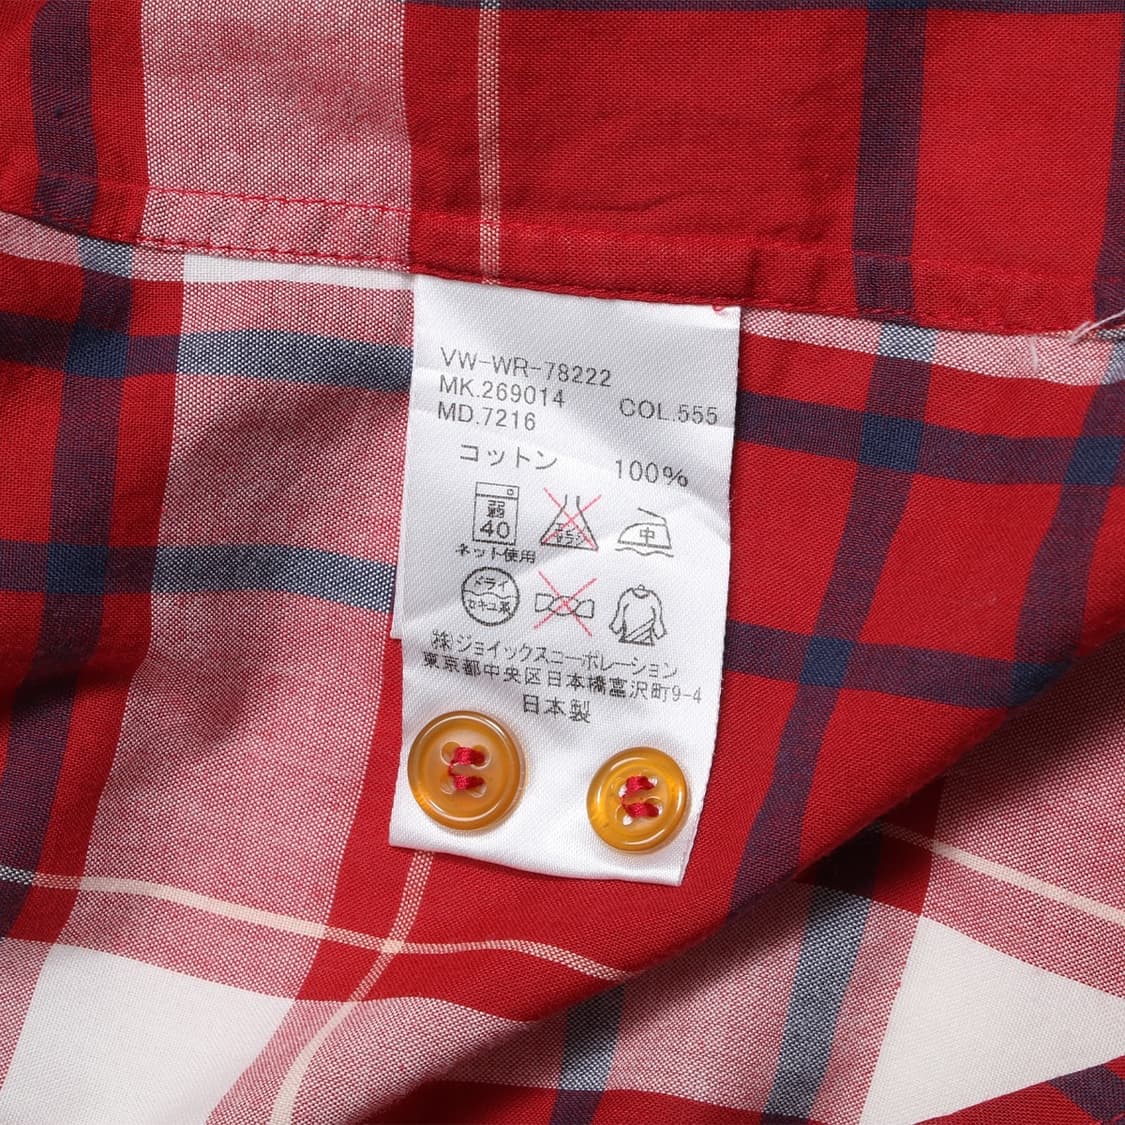 VW-WR-78222
MK.269014
MD.7216 COL.555
コットン 100%
弱
40
エンソ
サラシ
中
ネット使用
ドライ
セキユ系
㈱ジョイックスコーポレーション
東京都中央区日本橋富沢町9-4
日本製